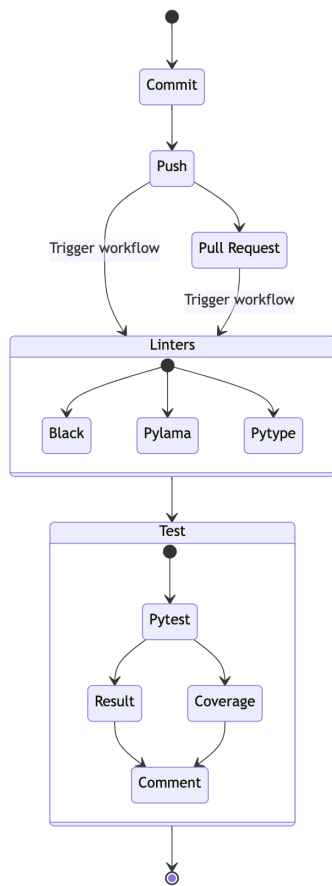 Commit
Push
Trigger workflow
Pull Request
Trigger workflow
Linters
Black
Pylama
Pytype
Test
Pytest
Result
Coverage
Comment